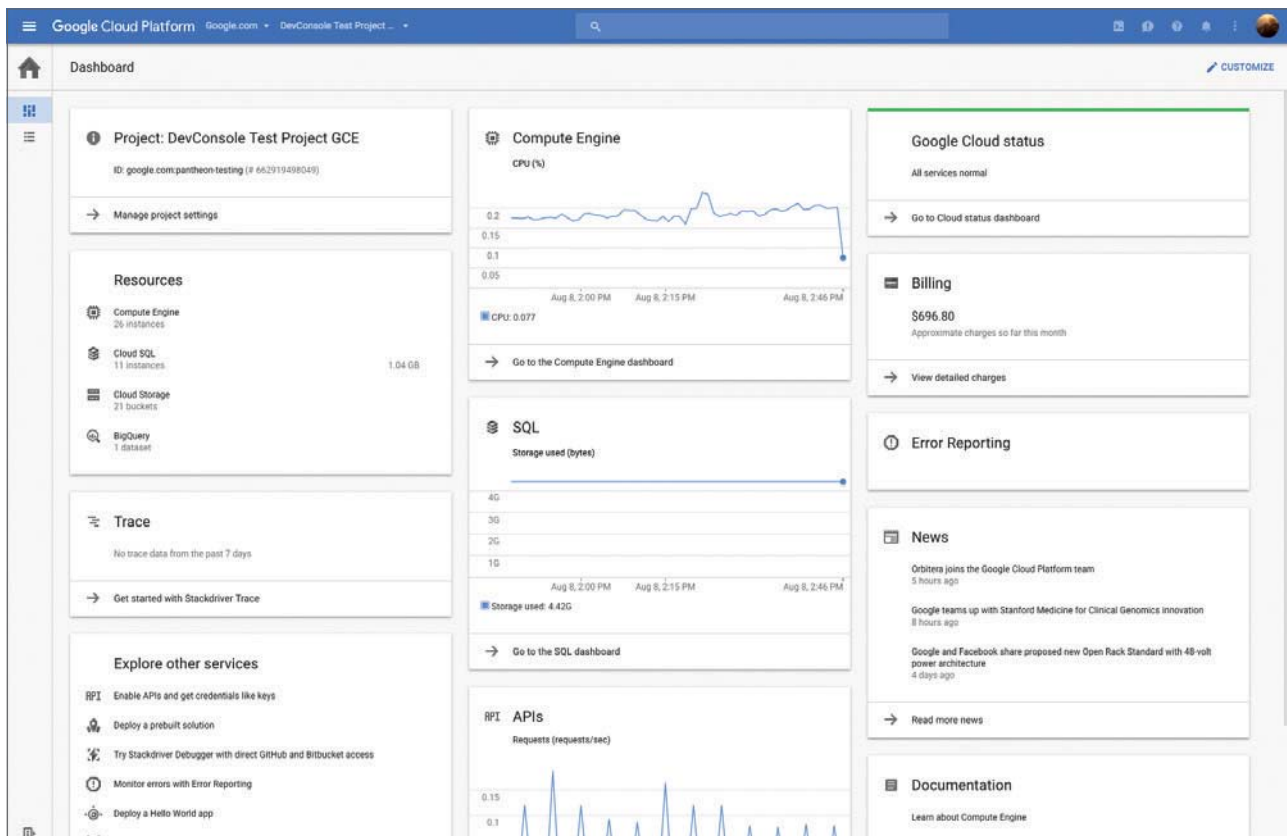 Google Cloud Platform Google.com DevConsole Test Project ...
Dashboard
CUSTOMIZE
Project: DevConsole Test Project GCE
ID: google.com:pantheon-testing (# 662919498049)
Manage project settings
Resources
Compute Engine
26 instances
Cloud SQL
11 instances 1.04 GB
Cloud Storage
21 buckets
BigQuery
1 dataset
Trace
No trace data from the past 7 days
Get started with Stackdriver Trace
Explore other services
API Enable APIs and get credentials like keys
Deploy a prebuilt solution
Try Stackdriver Debugger with direct GitHub and Bitbucket access
Monitor errors with Error Reporting
Deploy a Hello World app
Compute Engine
CPU (%)
0.2
0.15
0.1
0.05
Aug 8, 2:00 PM Aug 8, 2:15 PM Aug 8, 2:46 PM
CPU: 0.077
Go to the Compute Engine dashboard
SQL
Storage used (bytes)
4G
3G
2G
1G
Aug 8, 2:00 PM Aug 8, 2:15 PM Aug 8, 2:46 PM
Storage used: 4.42G
Go to the SQL dashboard
API APIs
Requests (requests/sec)
0.15
0.1
Google Cloud status
All services normal
Go to Cloud status dashboard
Billing
$696.80
Approximate charges so far this month
View detailed charges
Error Reporting
News
Orbitera joins the Google Cloud Platform team
5 hours ago
Google teams up with Stanford Medicine for Clinical Genomics innovation
8 hours ago
Google and Facebook share proposed new Open Rack Standard with 48-volt
power architecture
4 days ago
Read more news
Documentation
Learn about Compute Engine